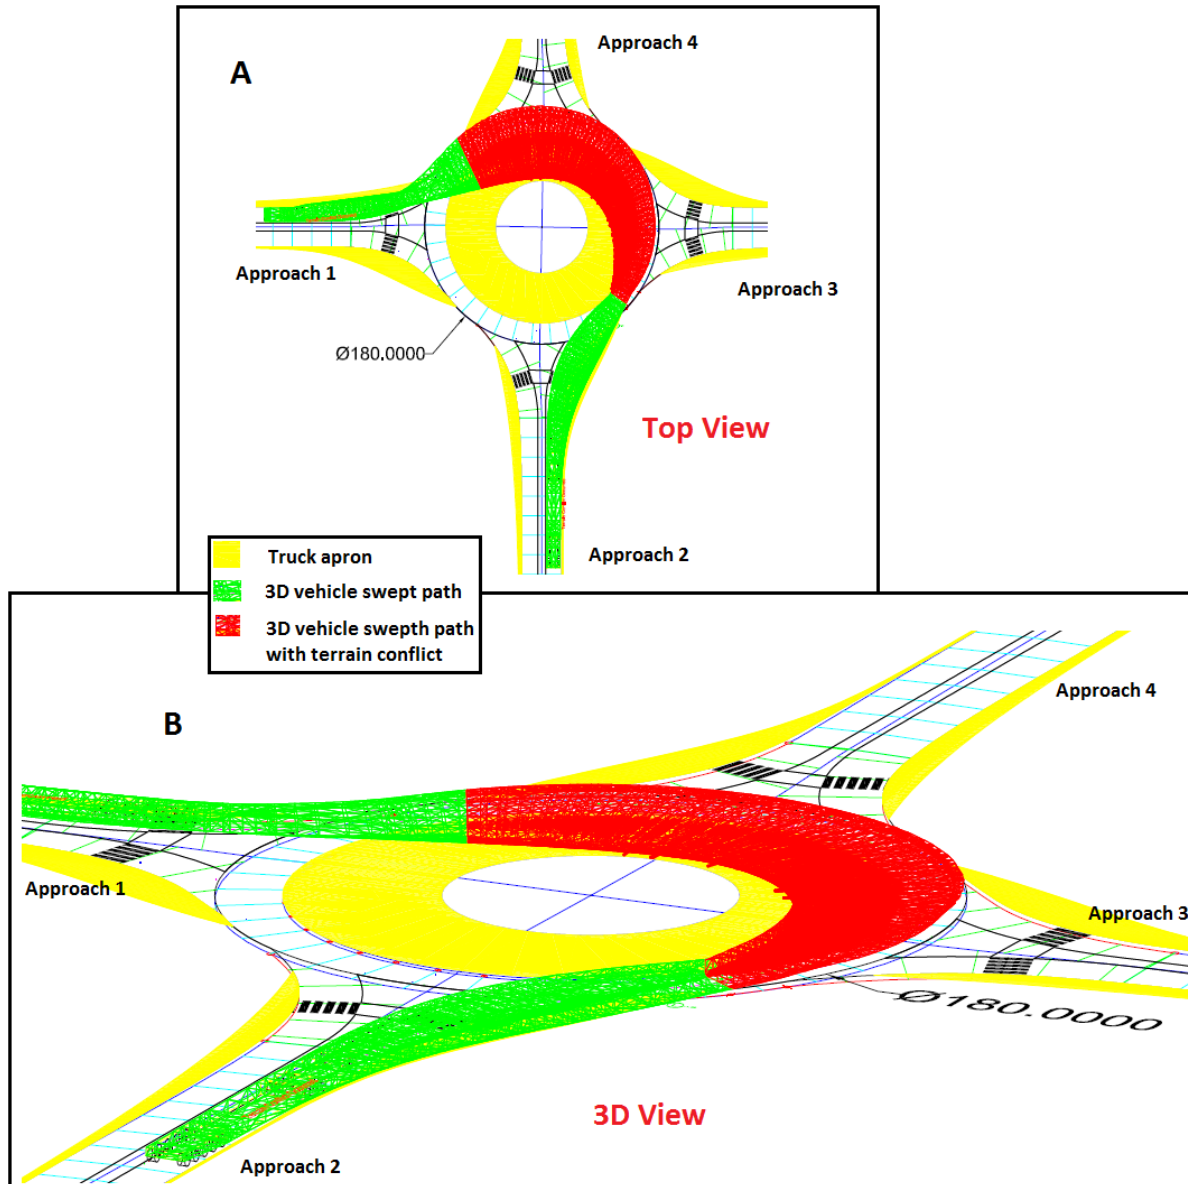 A
Approach 4
Approach 1
Approach 3
Ø180.0000
Top View
Approach 2
Truck apron
3D vehicle swept path
3D vehicle swepth path
with terrain conflict
B
Approach 4
Approach 1
Approach 3
Ø180.0000
3D View
Approach 2